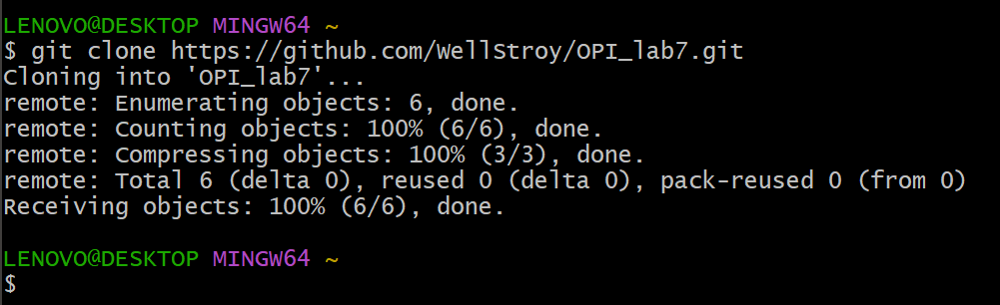 LENOVO@DESKTOP MINGW64 ~
$ git clone https://github.com/WellStroy/OPI_lab7.git
Cloning into 'OPI_lab7'...
remote: Enumerating objects: 6, done.
remote: Counting objects: 100% (6/6), done.
remote: Compressing objects: 100% (3/3), done.
remote: Total 6 (delta 0), reused 0 (delta 0), pack-reused 0 (from 0)
Receiving objects: 100% (6/6), done.
LENOVO@DESKTOP MINGW64 ~
$